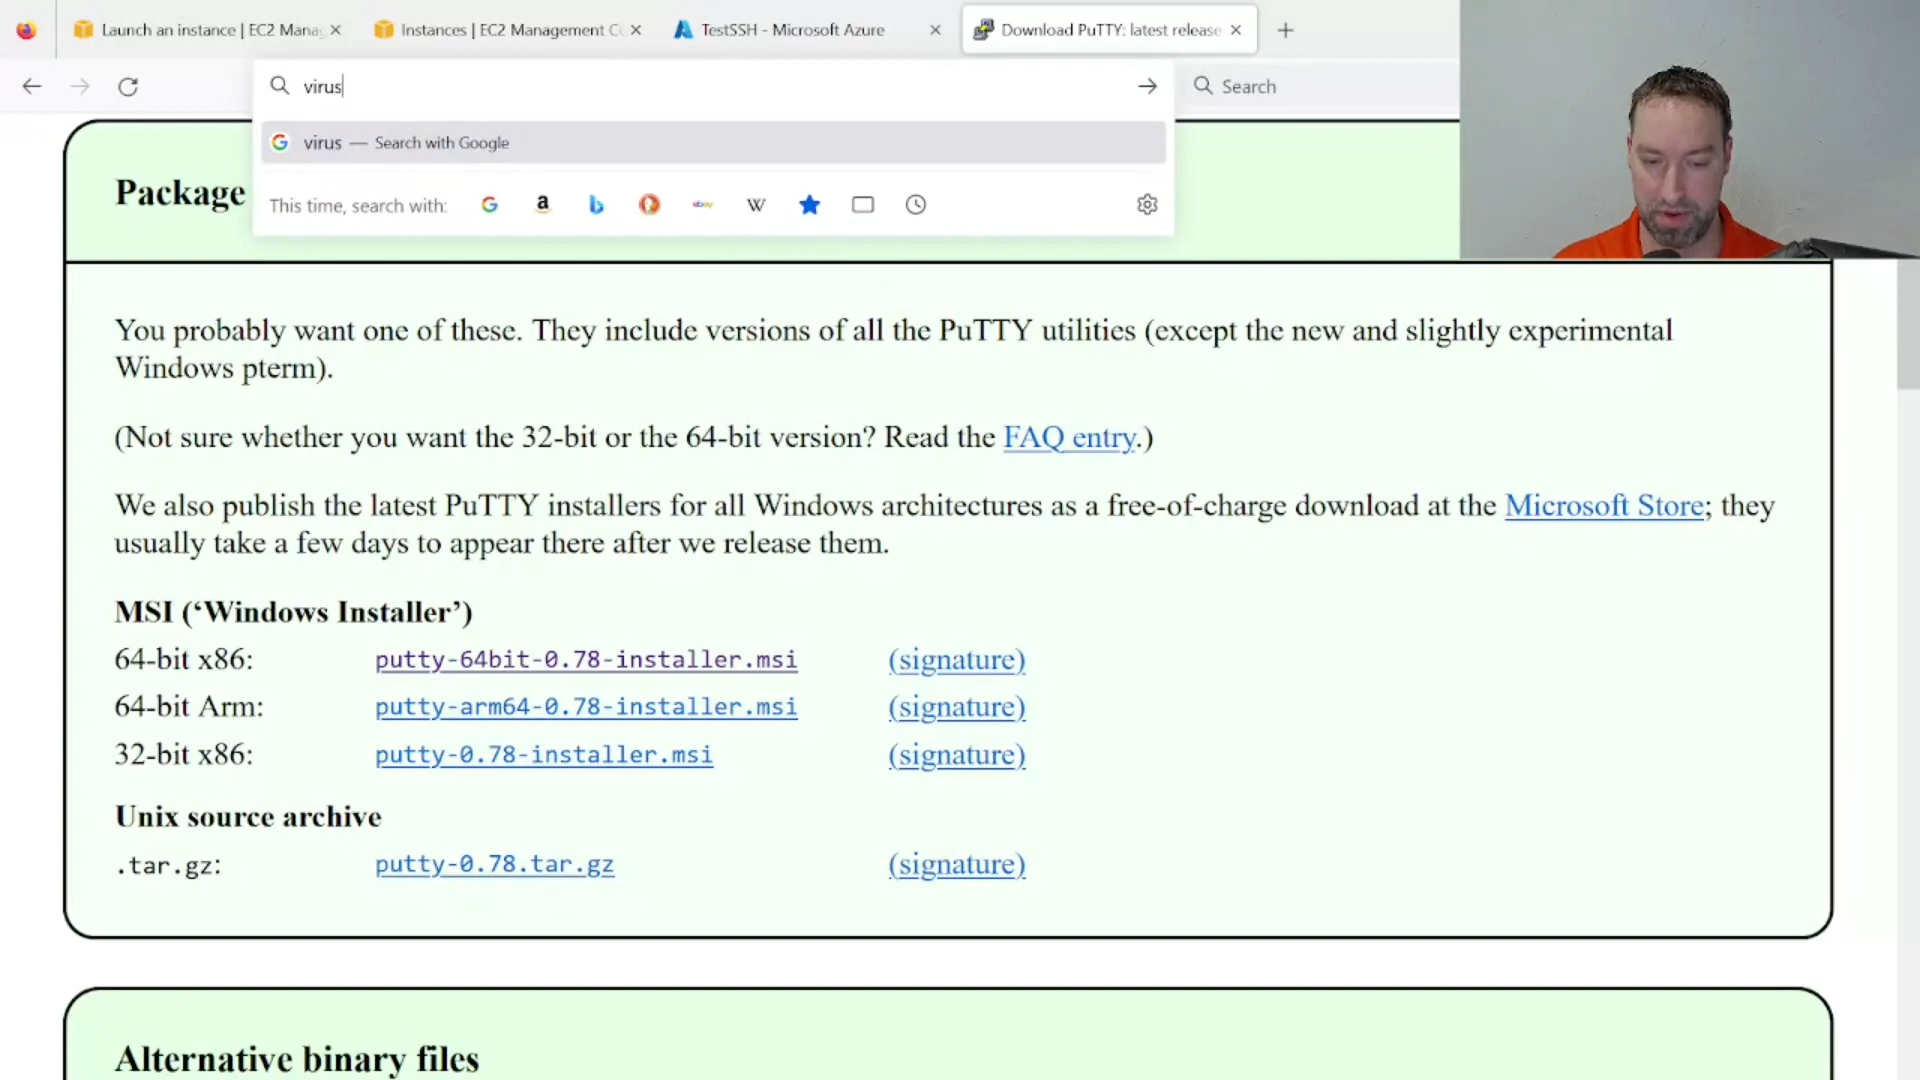 Launch an instance | EC2 Mana
Instances | EC2 Management Co
TestSSH - Microsoft Azure
Download PuTTY: latest release
virus
Search
virus — Search with Google
This time, search with:
Package
You probably want one of these. They include versions of all the PuTTY utilities (except the new and slightly experimental
Windows pterm).
(Not sure whether you want the 32-bit or the 64-bit version? Read the FAQ entry.)
We also publish the latest PuTTY installers for all Windows architectures as a free-of-charge download at the Microsoft Store; they
usually take a few days to appear there after we release them.
MSI (‘Windows Installer’)
64-bit x86: putty-64bit-0.78-installer.msi (signature)
64-bit Arm: putty-arm64-0.78-installer.msi (signature)
32-bit x86: putty-0.78-installer.msi (signature)
Unix source archive
.tar.gz: putty-0.78.tar.gz (signature)
Alternative binary files